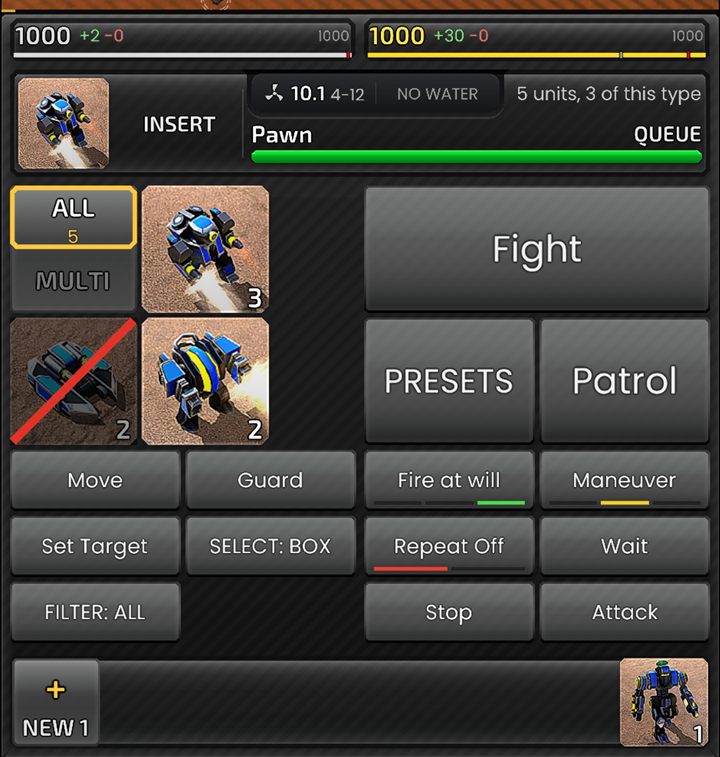 1000 +2 -0 1000
1000 +30 -0 1000
INSERT
10.1 4-12 NO WATER
5 units, 3 of this type
Pawn QUEUE
ALL
5
MULTI
3
2
2
Fight
PRESETS
Patrol
Move
Guard
Fire at will
Maneuver
Set Target
SELECT: BOX
Repeat Off
Wait
FILTER: ALL
Stop
Attack
+
NEW 1
1